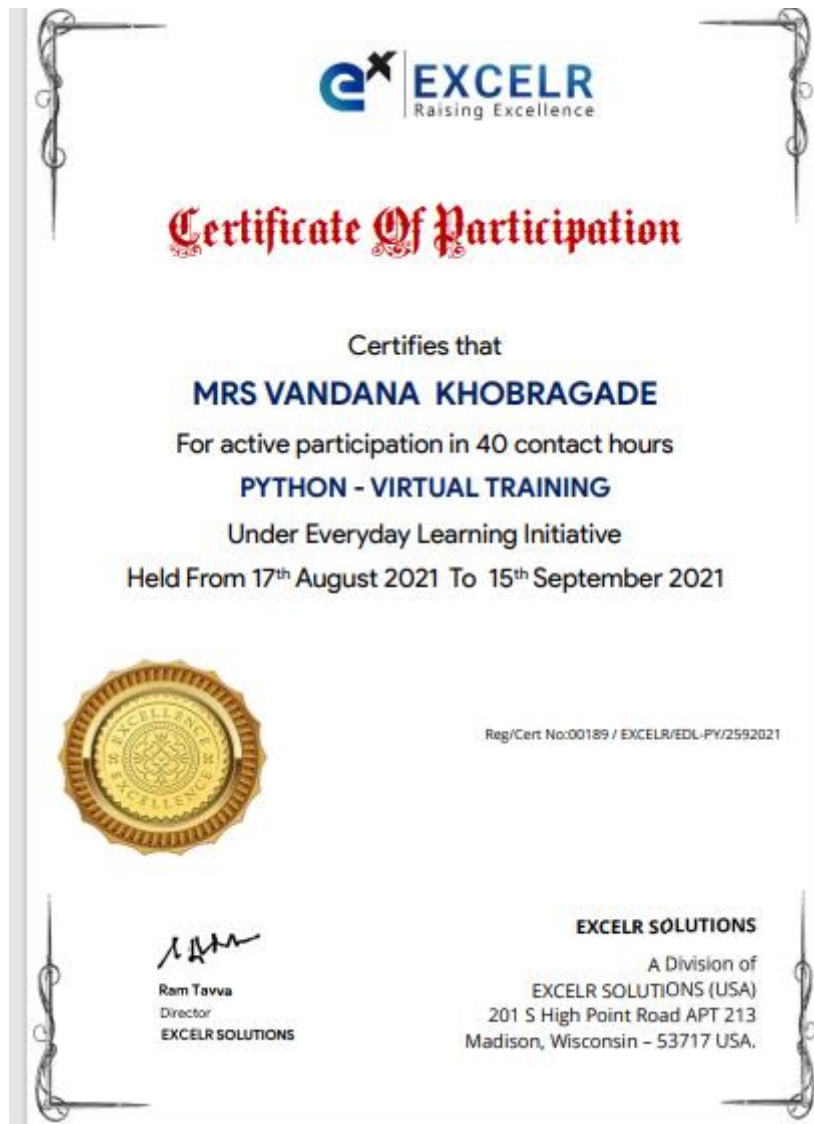 ex EXCELR
Raising Excellence
Certificate Of Participation
Certifies that
MRS VANDANA KHOBRAGADE
For active participation in 40 contact hours
PYTHON - VIRTUAL TRAINING
Under Everyday Learning Initiative
Held From 17th August 2021 To 15th September 2021
EXCELLENCE
EXCELLENCE
Reg/Cert No:00189 / EXCELR/EDL-PY/2592021
Ram Tavva
Director
EXCELR SOLUTIONS
EXCELR SOLUTIONS
A Division of
EXCELR SOLUTIONS (USA)
201 S High Point Road APT 213
Madison, Wisconsin – 53717 USA.